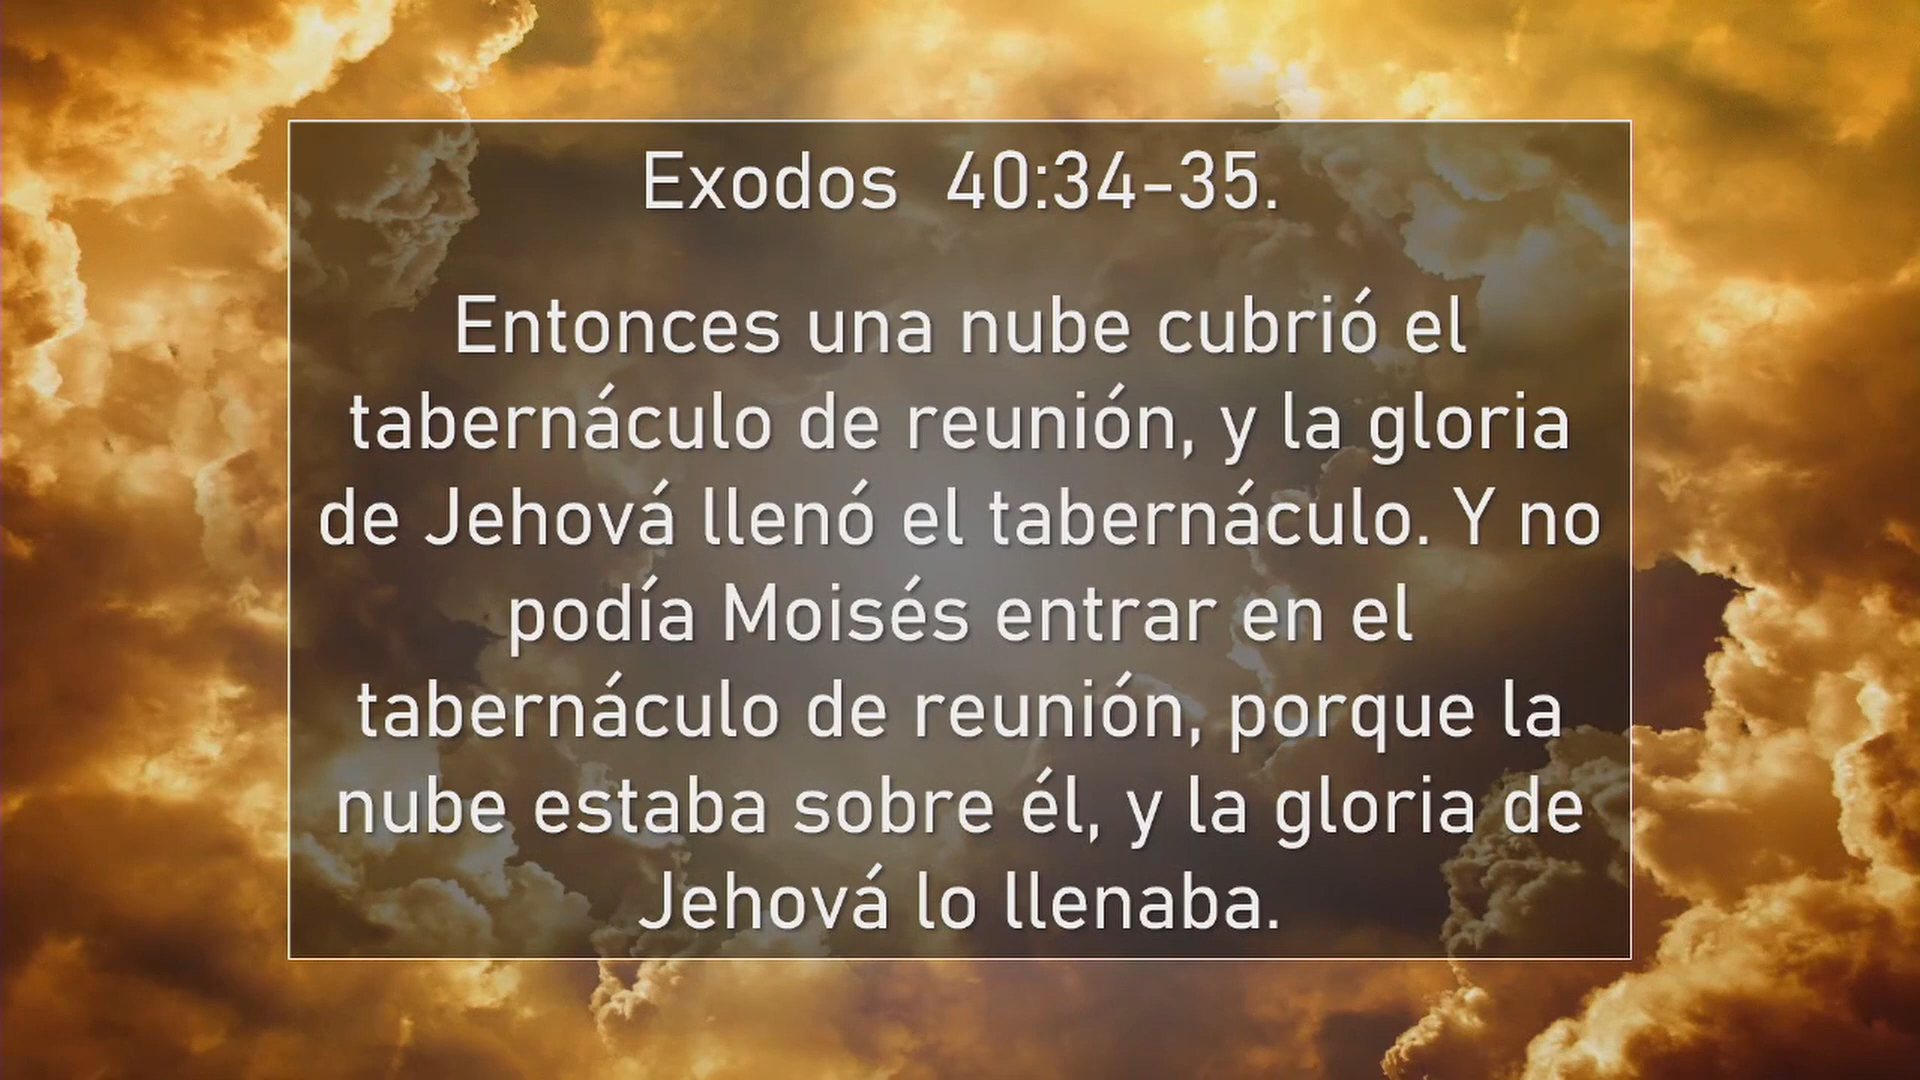 Exodos  40:34-35.
Entonces una nube cubrió el
tabernáculo de reunión, y la gloria
de Jehová llenó el tabernáculo. Y no
podía Moisés entrar en el
tabernáculo de reunión, porque la
nube estaba sobre él, y la gloria de
Jehová lo llenaba.